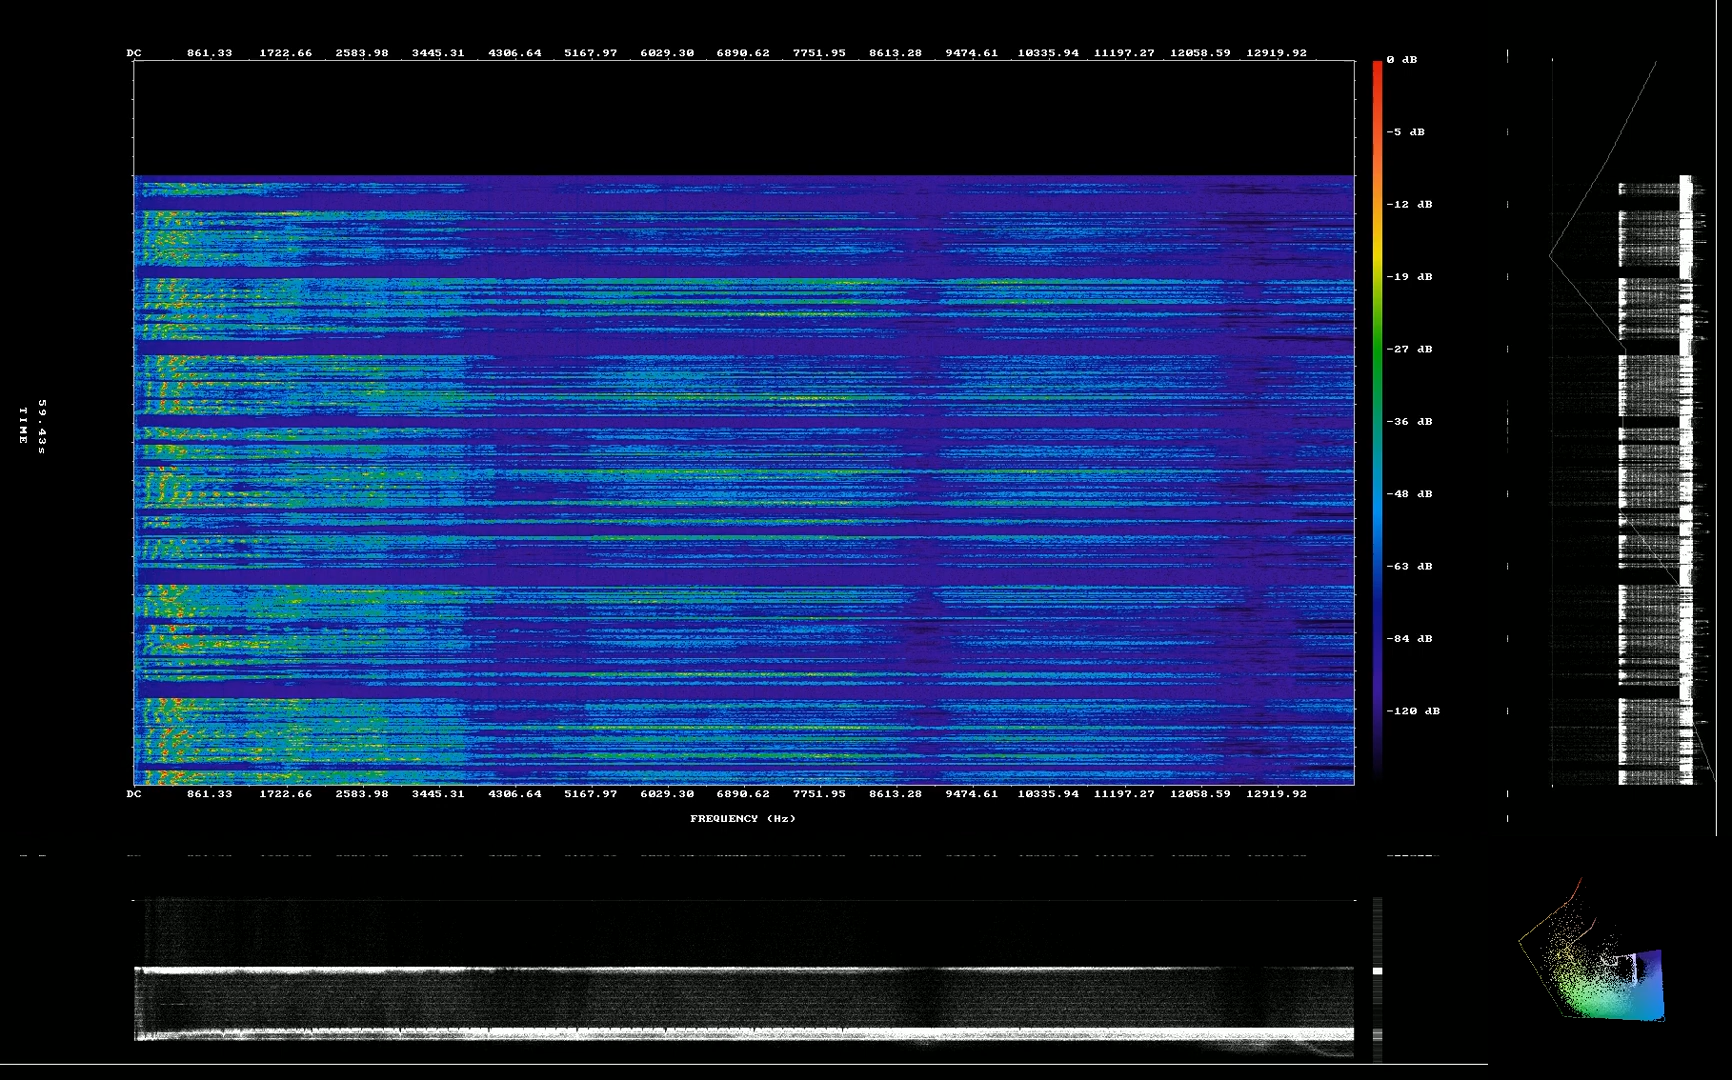 DC 861.33 1722.66 2583.98 3445.31 4306.64 5167.97 6029.30 6890.62 7751.95 8613.28 9474.61 10335.94 11197.27 12058.59 12919.92
0 dB
-5 dB
-12 dB
-19 dB
-27 dB
-36 dB
-48 dB
-63 dB
-84 dB
-120 dB
59.43s
TIME
DC 861.33 1722.66 2583.98 3445.31 4306.64 5167.97 6029.30 6890.62 7751.95 8613.28 9474.61 10335.94 11197.27 12058.59 12919.92
FREQUENCY (Hz)